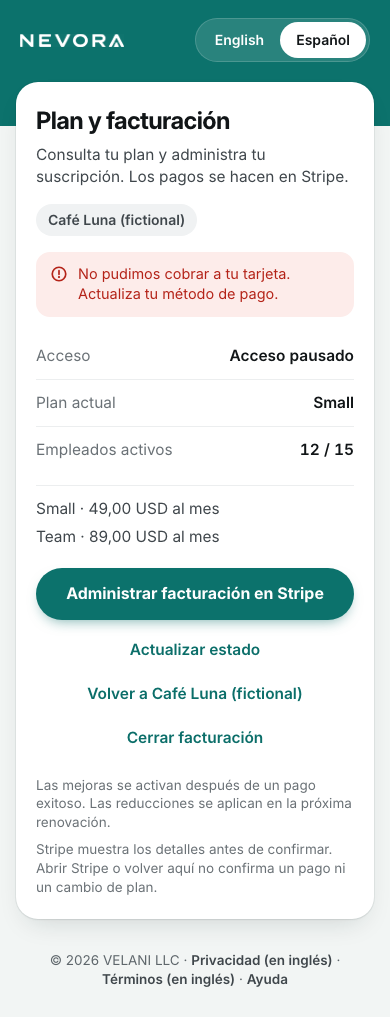 NEVORA
English
Español
Plan y facturación
Consulta tu plan y administra tu
suscripción. Los pagos se hacen en Stripe.
Café Luna (fictional)
No pudimos cobrar a tu tarjeta.
Actualiza tu método de pago.
Acceso
Acceso pausado
Plan actual
Small
Empleados activos
12 / 15
Small · 49,00 USD al mes
Team · 89,00 USD al mes
Administrar facturación en Stripe
Actualizar estado
Volver a Café Luna (fictional)
Cerrar facturación
Las mejoras se activan después de un pago
exitoso. Las reducciones se aplican en la próxima
renovación.
Stripe muestra los detalles antes de confirmar.
Abrir Stripe o volver aquí no confirma un pago ni
un cambio de plan.
© 2026 VELANI LLC · Privacidad (en inglés) ·
Términos (en inglés) · Ayuda